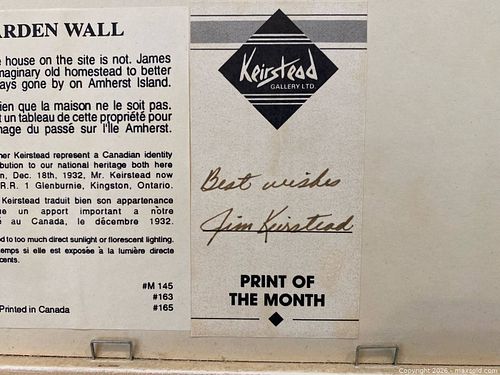 ARDEN WALL
e house on the site is not. James
maginary old homestead to better
ays gone by on Amherst Island.
ien que la maison ne le soit pas.
t un tableau de cette propriété pour
nage du passé sur l'Ile Amherst.
her Keirstead represent a Canadian identity
bution to our national heritage both here
n, Dec. 18th, 1932, Mr. Keirstead now
R.R. 1 Glenburnie, Kingston, Ontario.
Keirstead traduit bien son appartenance
ue un apport important a nôtre
é au Canada, le décembre 1932.
d to too much direct sunlight or florescent lighting.
emps si elle est exposée à la lumière directe
cents.
#M 145
#163
#165
Printed in Canada
Keirstead
GALLERY LTD.
Best wishes
Jim Keirstead
PRINT OF
THE MONTH
Copyright 2026 - maxsold.com